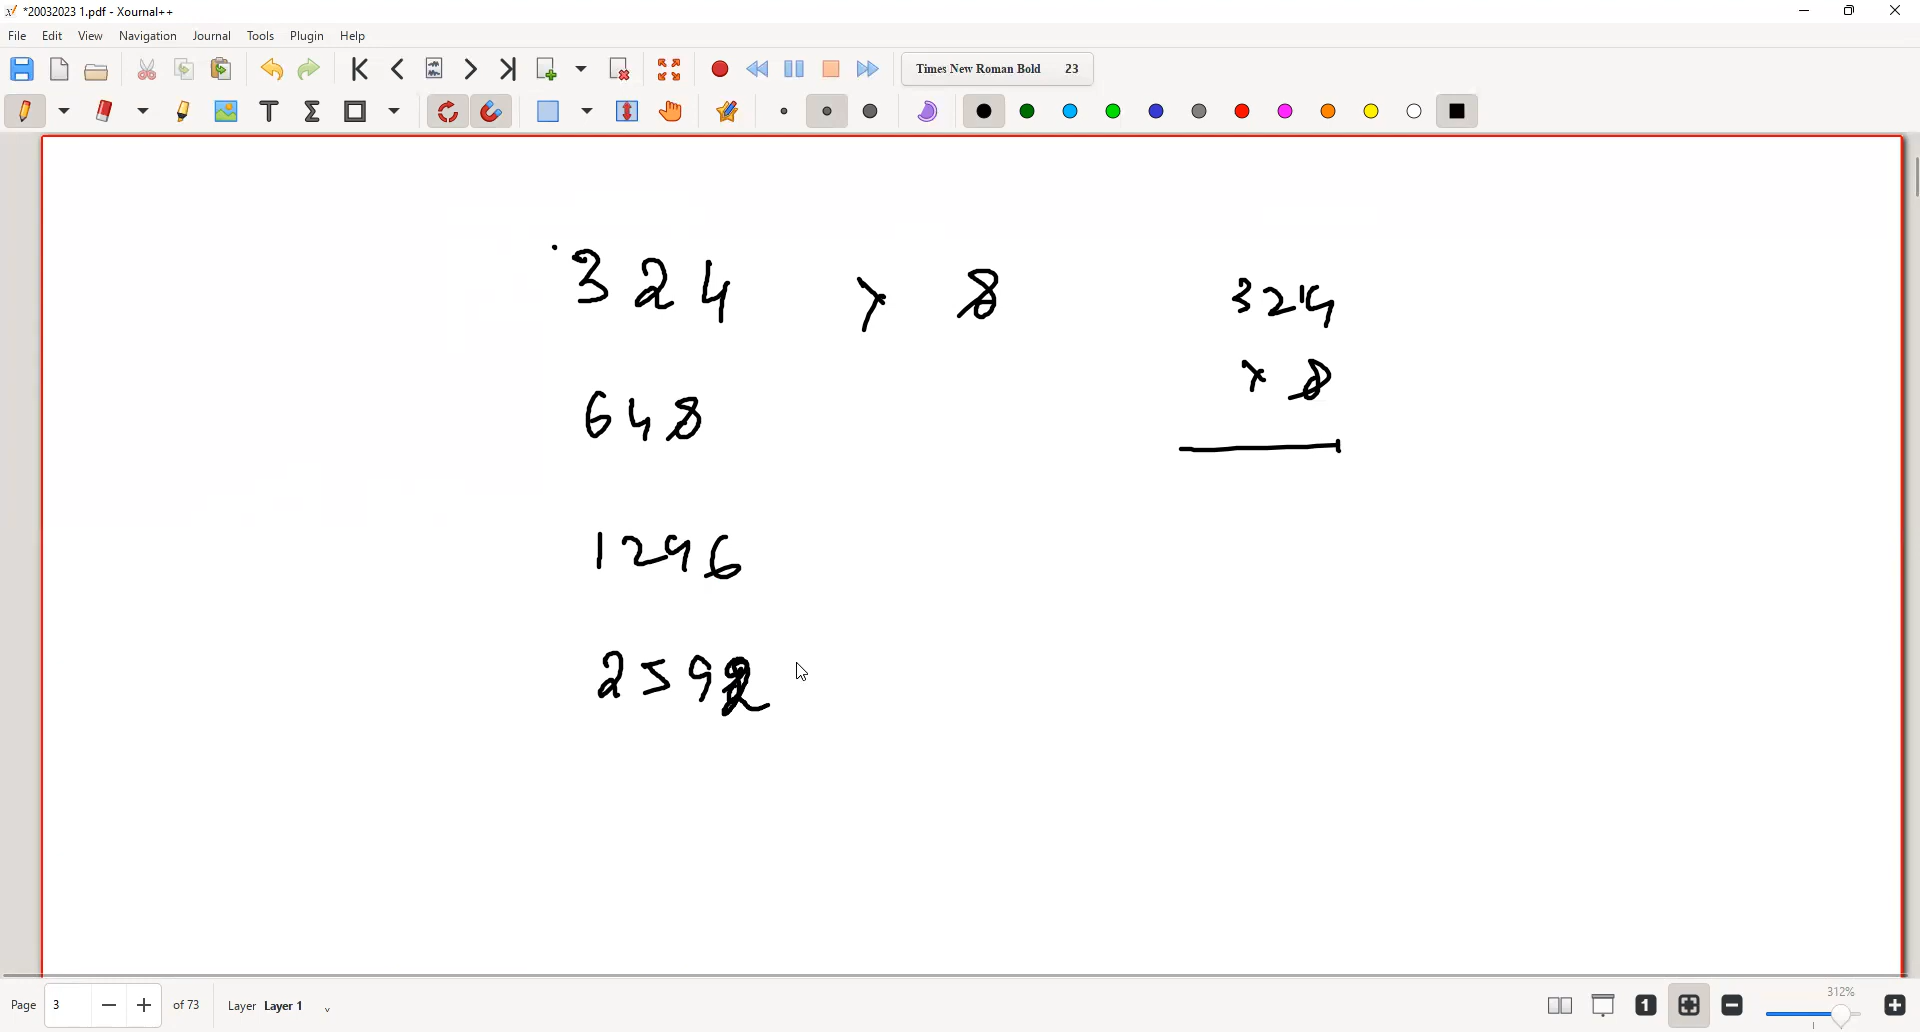 *20032023 1.pdf - Xournal++
File Edit View Navigation Journal Tools Plugin Help
Times New Roman Bold 23
324 × 8
324
× 8
648
1296
2592
Page 3 of 73 Layer Layer 1
312%